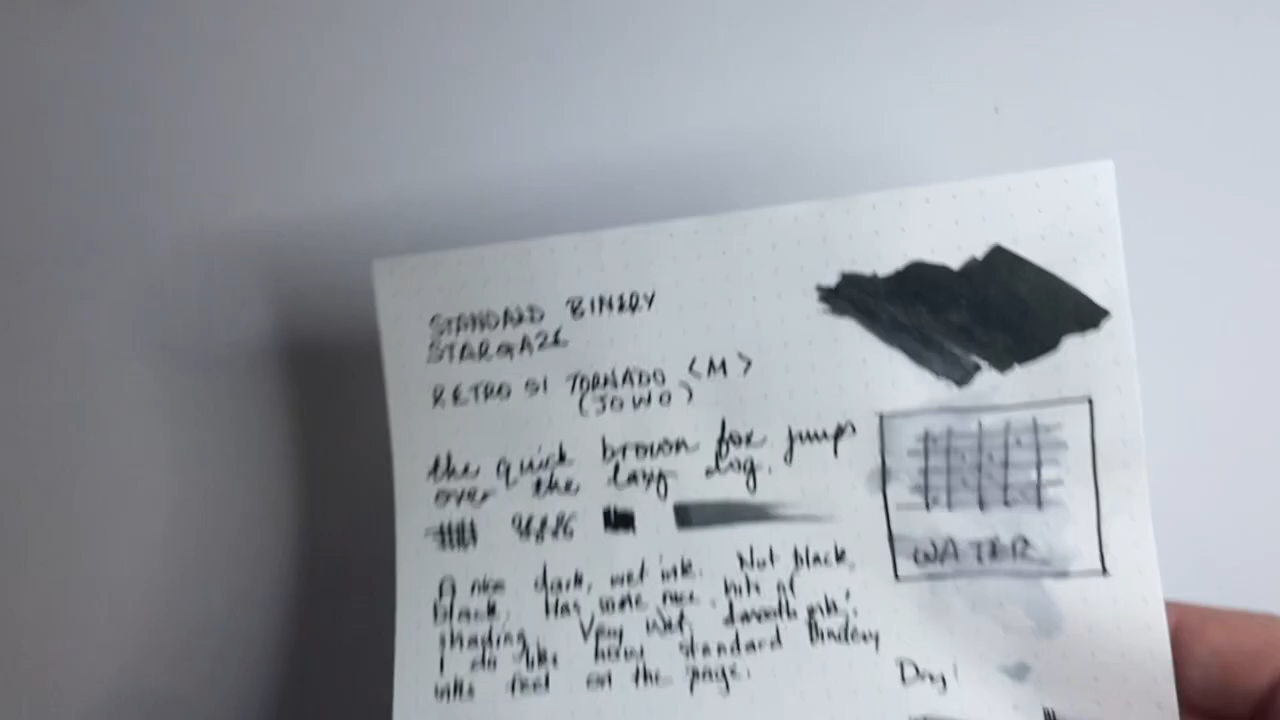 STANDARD BINERY
STARGAZE
RETRO 51 TORNADO <M>
(JOWO)
the quick brown fox jumps
over the lazy dog.
A nice dark, wet ink. Not black,
black. Has some nice hits of
shading. Very wet, smooth ink!
I do like how standard Bindery
inks feel on the page.
WATER
Dry!